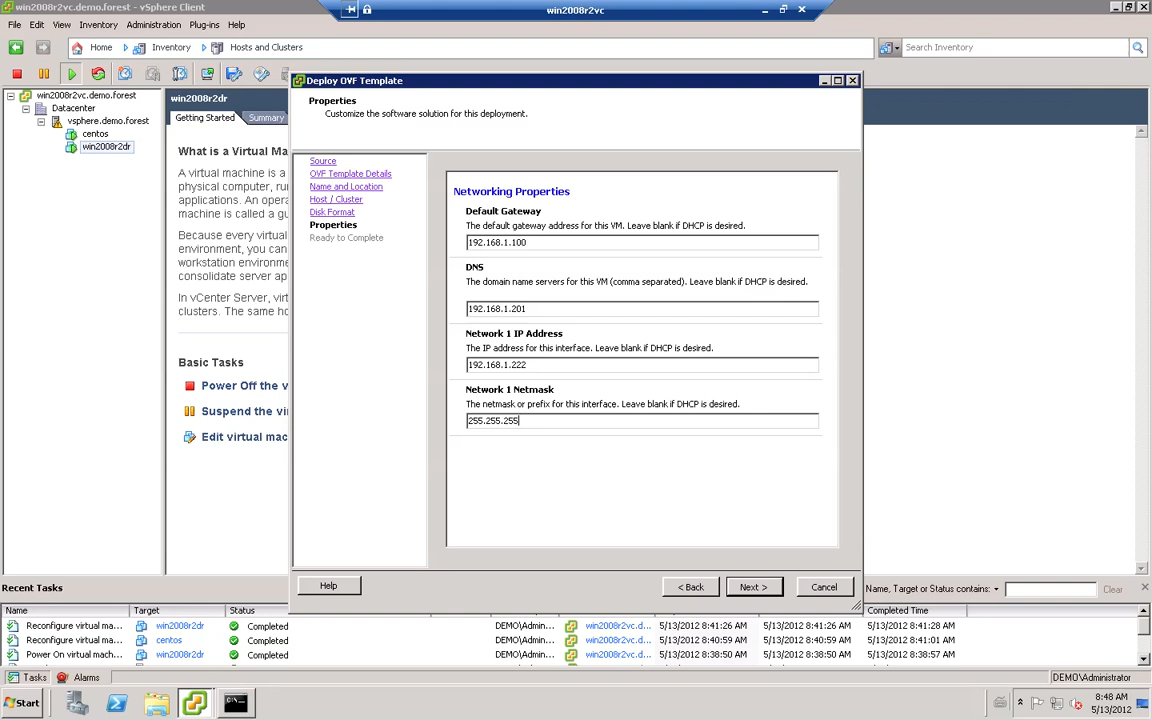 win2008r2vc.demo.forest - vSphere Client
win2008r2vc
File Edit View Inventory Administration Plug-ins Help
Home Inventory Hosts and Clusters
Search Inventory
win2008r2vc.demo.forest
Datacenter
vsphere.demo.forest
centos
win2008r2dr
win2008r2dr
Getting Started Summary
What is a Virtual Ma
A virtual machine is a
physical computer, ru
applications. An opera
machine is called a gu
Because every virtual
environment, you can
workstation environme
consolidate server ap
In vCenter Server, virt
clusters. The same ho
Basic Tasks
Power Off the v
Suspend the vi
Edit virtual mac
Deploy OVF Template
Properties
Customize the software solution for this deployment.
Source
OVF Template Details
Name and Location
Host / Cluster
Disk Format
Properties
Ready to Complete
Networking Properties
Default Gateway
The default gateway address for this VM. Leave blank if DHCP is desired.
192.168.1.100
DNS
The domain name servers for this VM (comma separated). Leave blank if DHCP is desired.
192.168.1.201
Network 1 IP Address
The IP address for this interface. Leave blank if DHCP is desired.
192.168.1.222
Network 1 Netmask
The netmask or prefix for this interface. Leave blank if DHCP is desired.
255.255.255
Help < Back Next > Cancel
Recent Tasks
Name, Target or Status contains: Clear
Name Target Status Completed Time
Reconfigure virtual ma... win2008r2dr Completed DEMO\Admin... win2008r2vc.d... 5/13/2012 8:41:26 AM 5/13/2012 8:41:26 AM 5/13/2012 8:41:28 AM
Reconfigure virtual ma... centos Completed DEMO\Admin... win2008r2vc.d... 5/13/2012 8:40:59 AM 5/13/2012 8:40:59 AM 5/13/2012 8:41:01 AM
Power On virtual mach... win2008r2dr Completed DEMO\Admin... win2008r2vc.d... 5/13/2012 8:38:50 AM 5/13/2012 8:38:50 AM 5/13/2012 8:38:57 AM
Tasks Alarms
DEMO\Administrator
Start
8:48 AM
5/13/2012